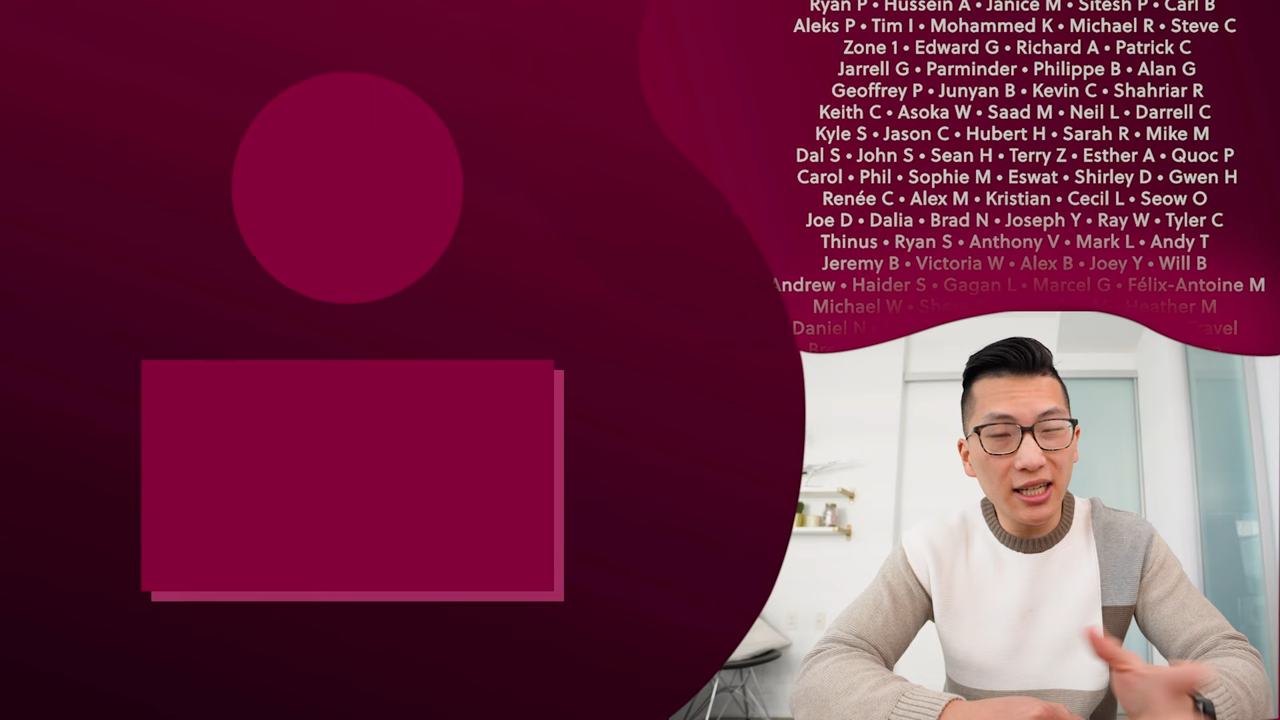 Ryan P • Hussein A • Janice M • Sitesh P • Carl B
Aleks P • Tim I • Mohammed K • Michael R • Steve C
Zone 1 • Edward G • Richard A • Patrick C
Jarrell G • Parminder • Philippe B • Alan G
Geoffrey P • Junyan B • Kevin C • Shahriar R
Keith C • Asoka W • Saad M • Neil L • Darrell C
Kyle S • Jason C • Hubert H • Sarah R • Mike M
Dal S • John S • Sean H • Terry Z • Esther A • Quoc P
Carol • Phil • Sophie M • Eswat • Shirley D • Gwen H
Renée C • Alex M • Kristian • Cecil L • Seow O
Joe D • Dalia • Brad N • Joseph Y • Ray W • Tyler C
Thinus • Ryan S • Anthony V • Mark L • Andy T
Jeremy B • Victoria W • Alex B • Joey Y • Will B
Andrew • Haider S • Gagan L • Marcel G • Félix-Antoine M
Michael W • Heather M
Daniel N •